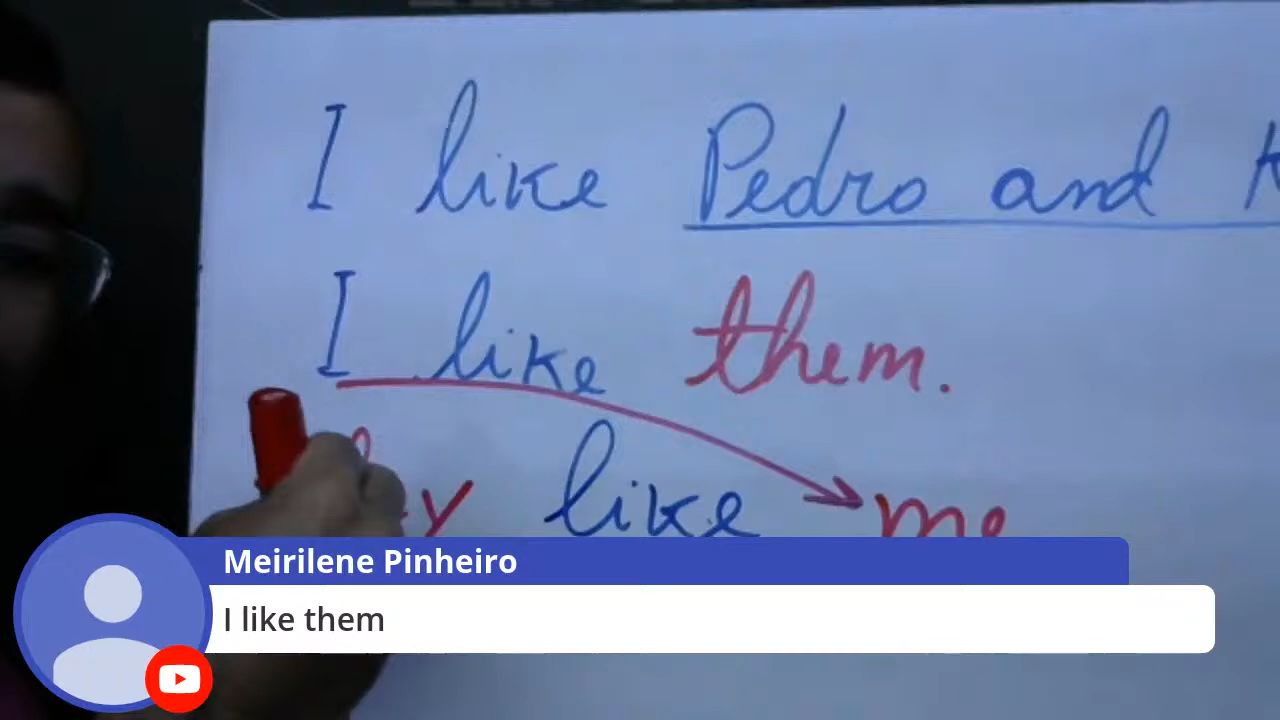 I like Pedro and
I like them.
like me
Meirilene Pinheiro
I like them